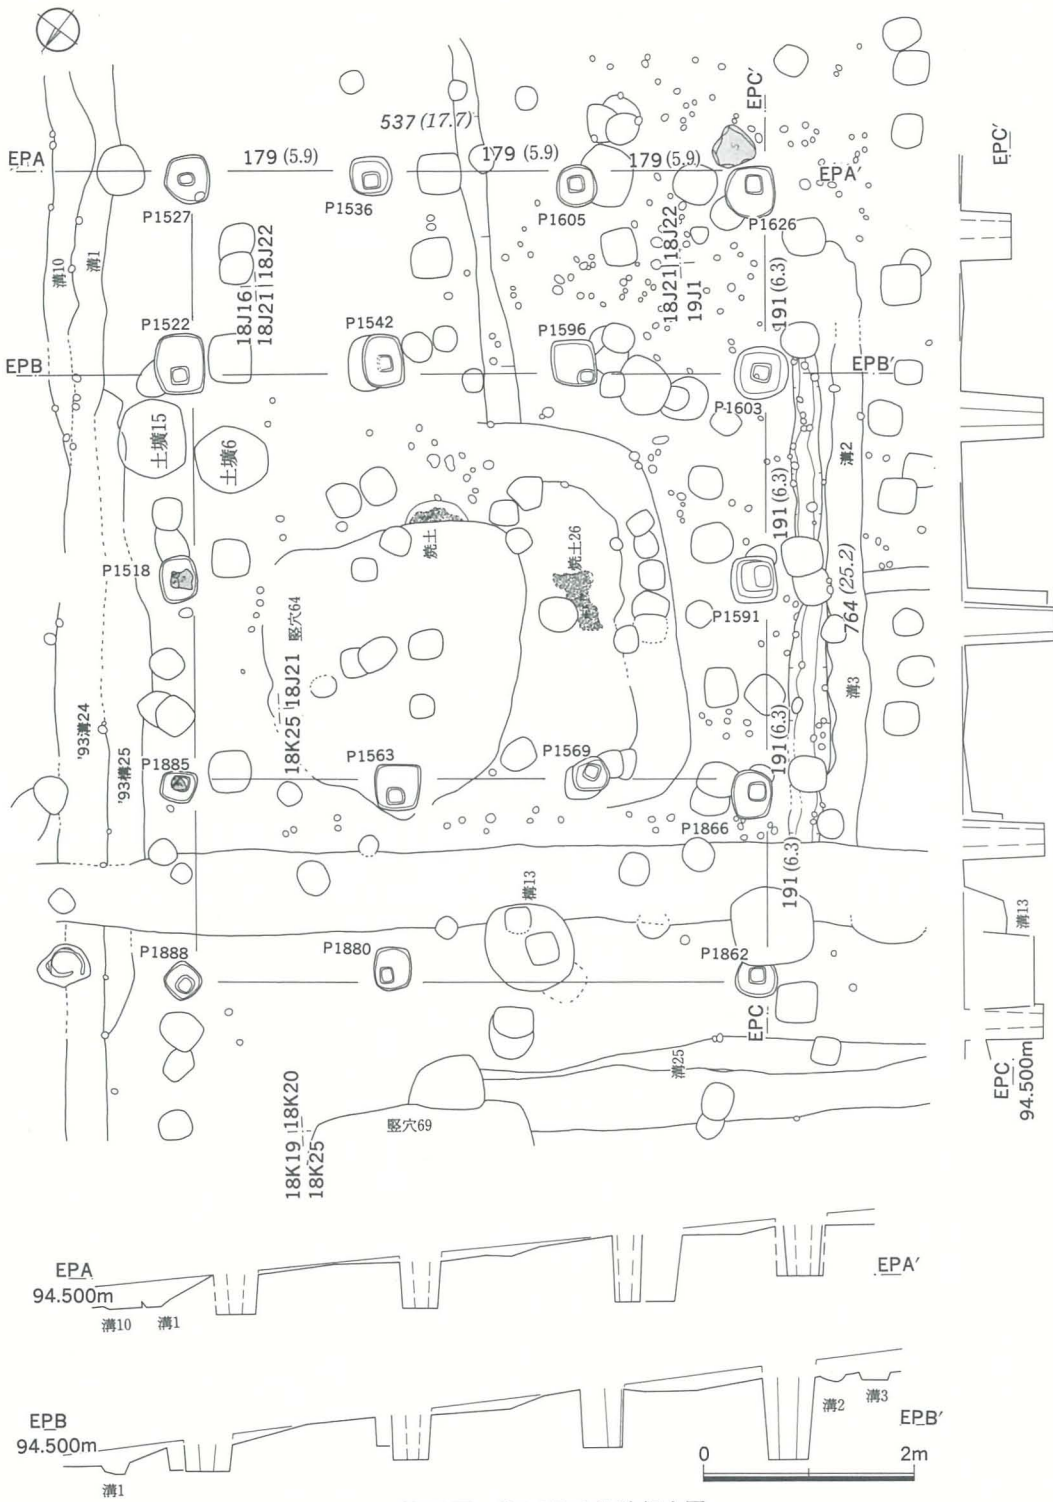 EPC′
EPC′
537 (17.7)
EPA
179 (5.9)
179 (5.9)
179 (5.9)
EPA′
P1527
P1536
P1605
P1626
溝10
溝1
18J16
18J21
18J22
18J21
18J22
19J1
191 (6.3)
P1522
P1542
P1596
EPB
EPB′
P1603
土壙15
土壙6
溝2
191 (6.3)
焼土
焼土26
P1518
P1591
764 (25.2)
竪穴64
18K25
18J21
溝3
'93溝24
'93構25
P1885
P1563
P1569
191 (6.3)
P1866
191 (6.3)
構13
溝13
P1888
P1880
P1862
EPC
EPC
94.500m
溝25
18K19
18K20
18K25
竪穴69
EPA
94.500m
EPA′
溝10
溝1
EPB
94.500m
EPB′
溝2
溝3
溝1
0
2m